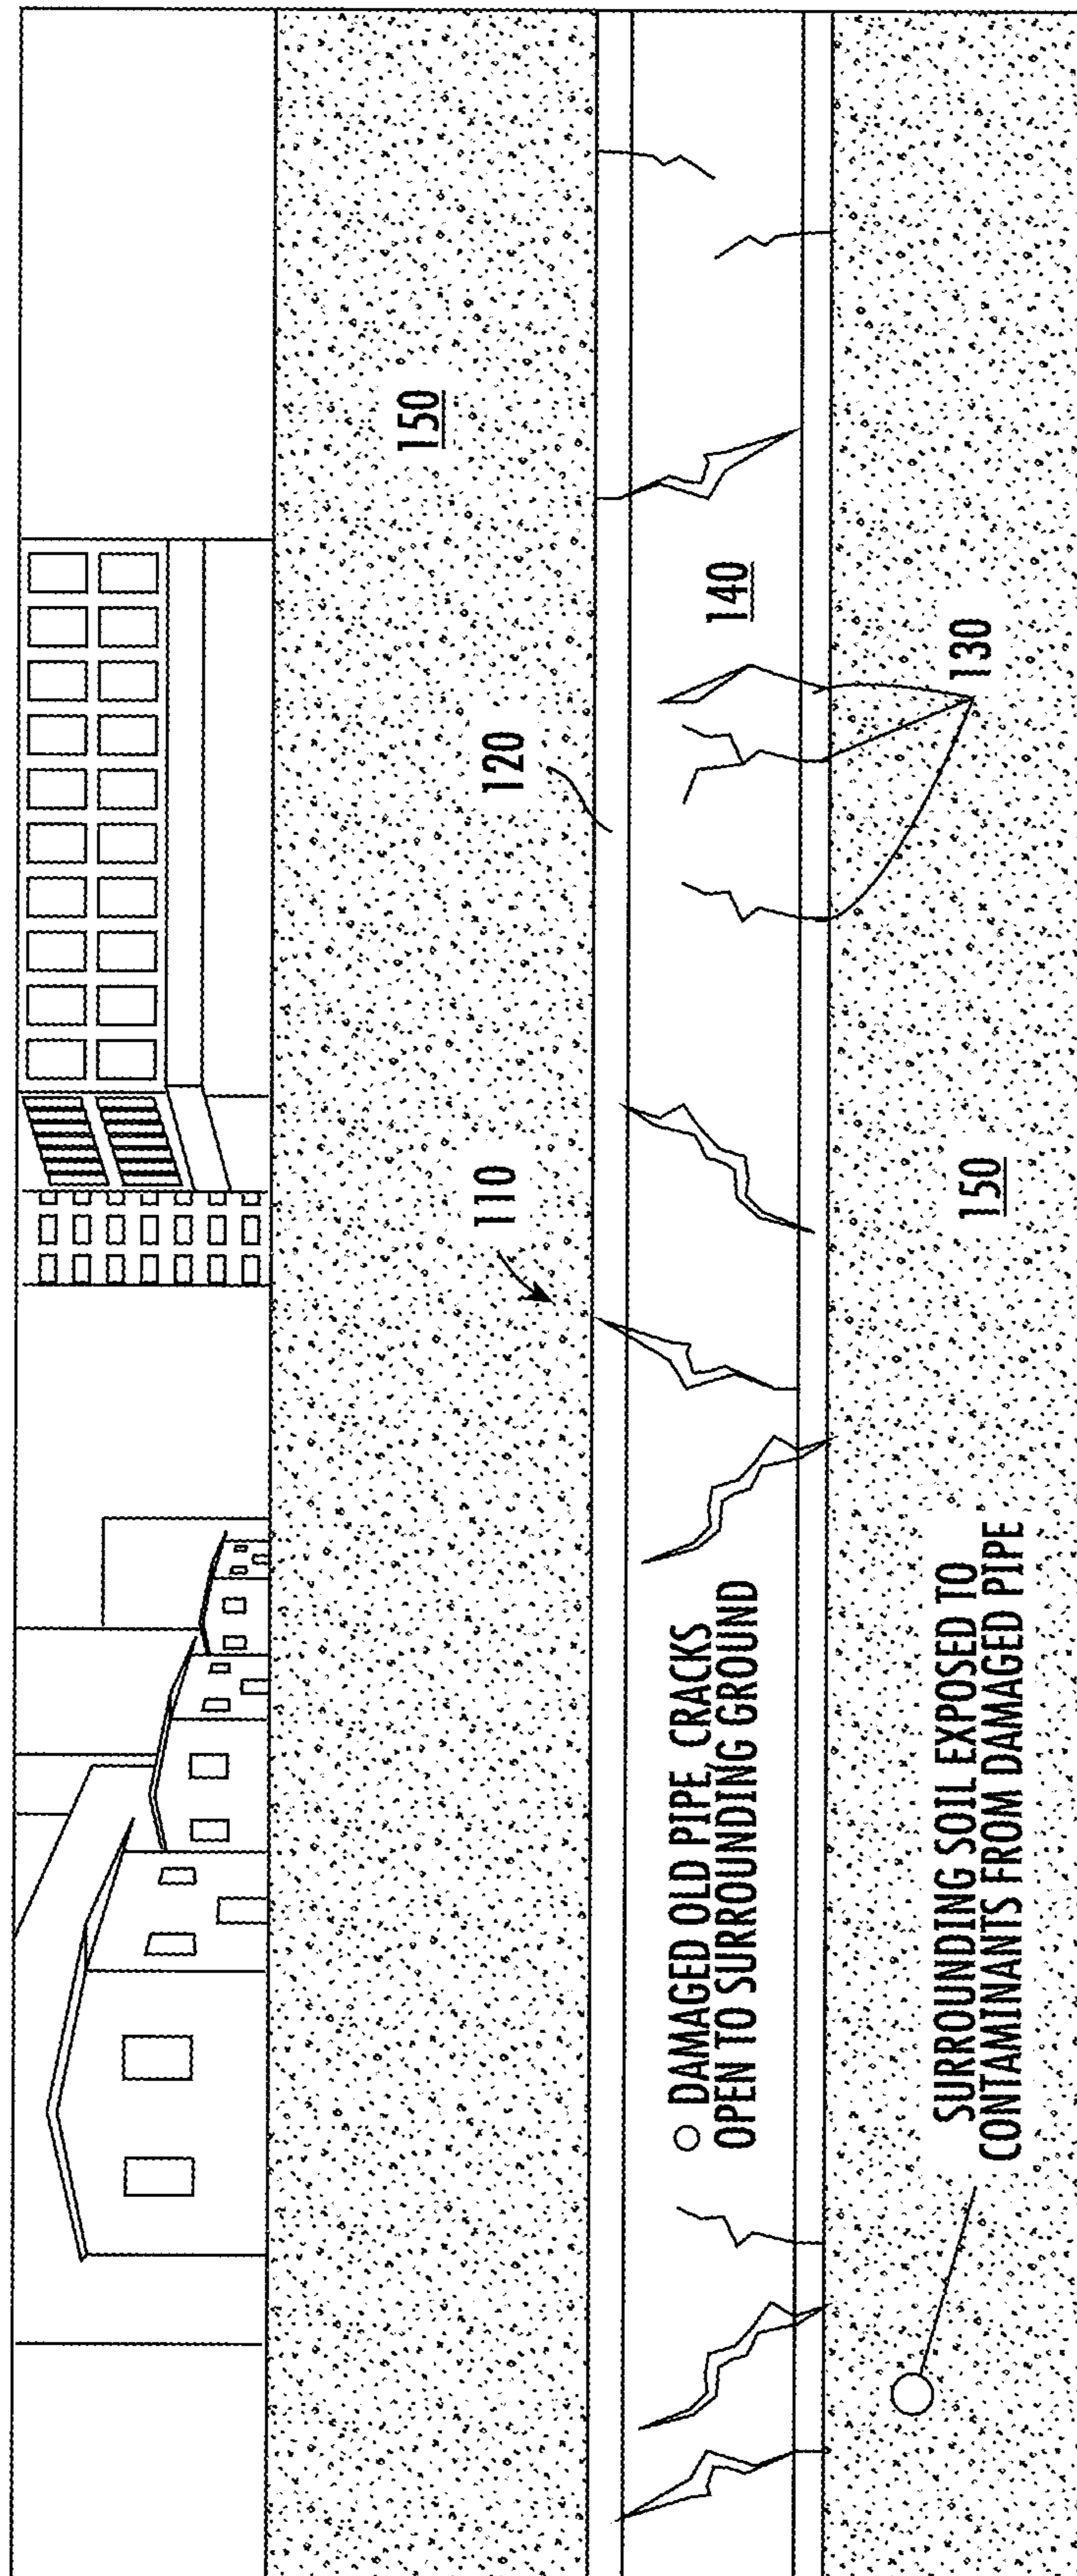 150
120
110
140
130
150
DAMAGED OLD PIPE, CRACKS
OPEN TO SURROUNDING GROUND
SURROUNDING SOIL EXPOSED TO
CONTAMINANTS FROM DAMAGED PIPE